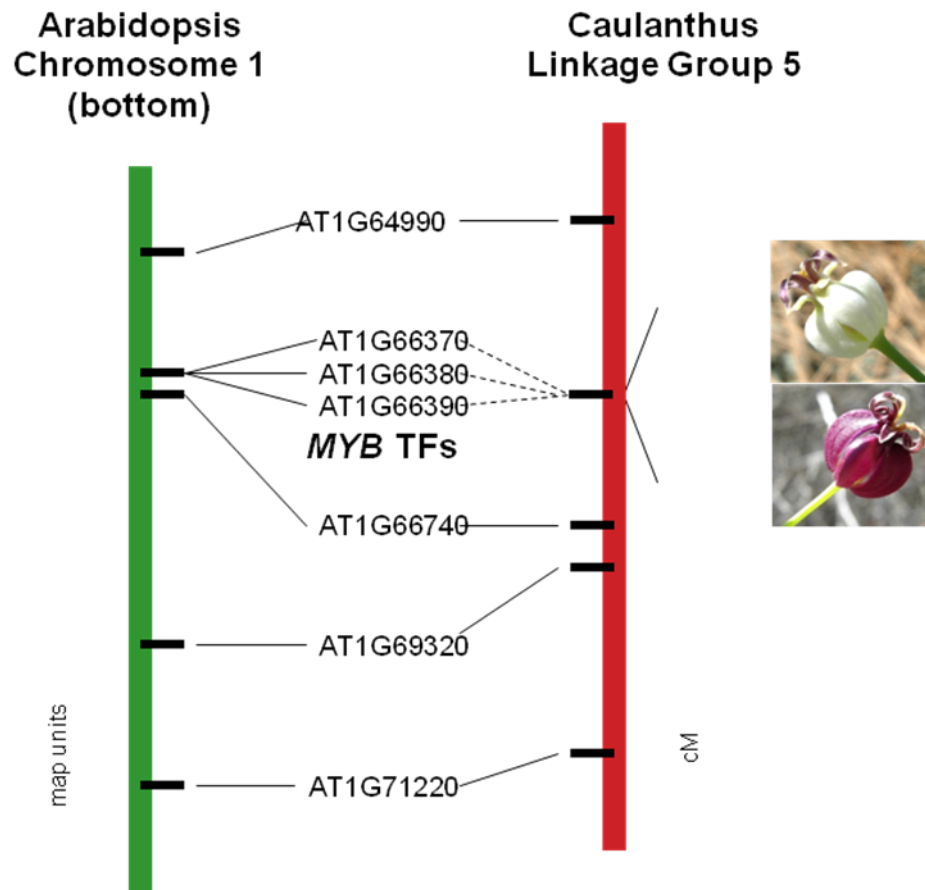 Arabidopsis
Chromosome 1
(bottom)
Caulanthus
Linkage Group 5
AT1G64990
AT1G66370
AT1G66380
AT1G66390
MYB TFs
AT1G66740
AT1G69320
AT1G71220
map units
cM